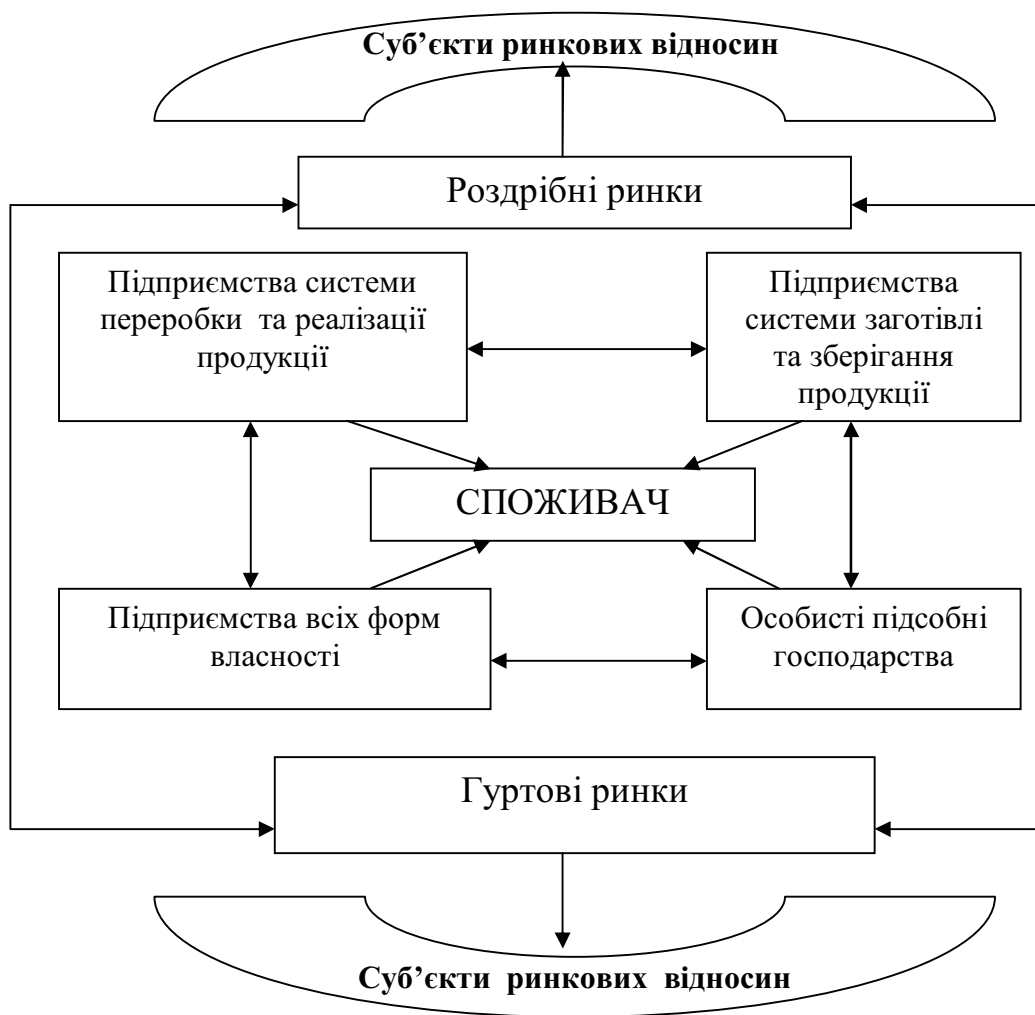 Суб’єкти ринкових відносин
Роздрібні ринки
Підприємства системи
переробки та реалізації
продукції
Підприємства
системи заготівлі
та зберігання
продукції
СПОЖИВАЧ
Підприємства всіх форм
власності
Особисті підсобні
господарства
Гуртові ринки
Суб’єкти ринкових відносин